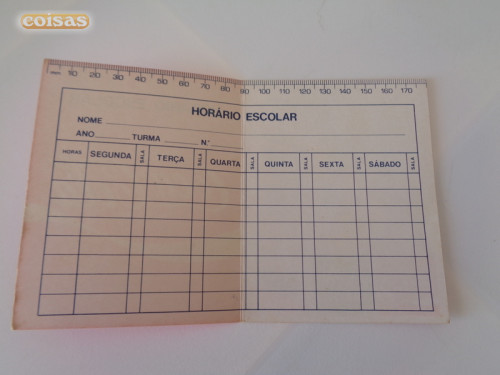 coisas
mm 10 20 30 40 50 60 70 80 90 100 110 120 130 140 150 160 170
HORÁRIO ESCOLAR
NOME
ANO TURMA N.º
HORAS SEGUNDA SALA TERÇA SALA QUARTA SALA QUINTA SALA SEXTA SALA SÁBADO SALA